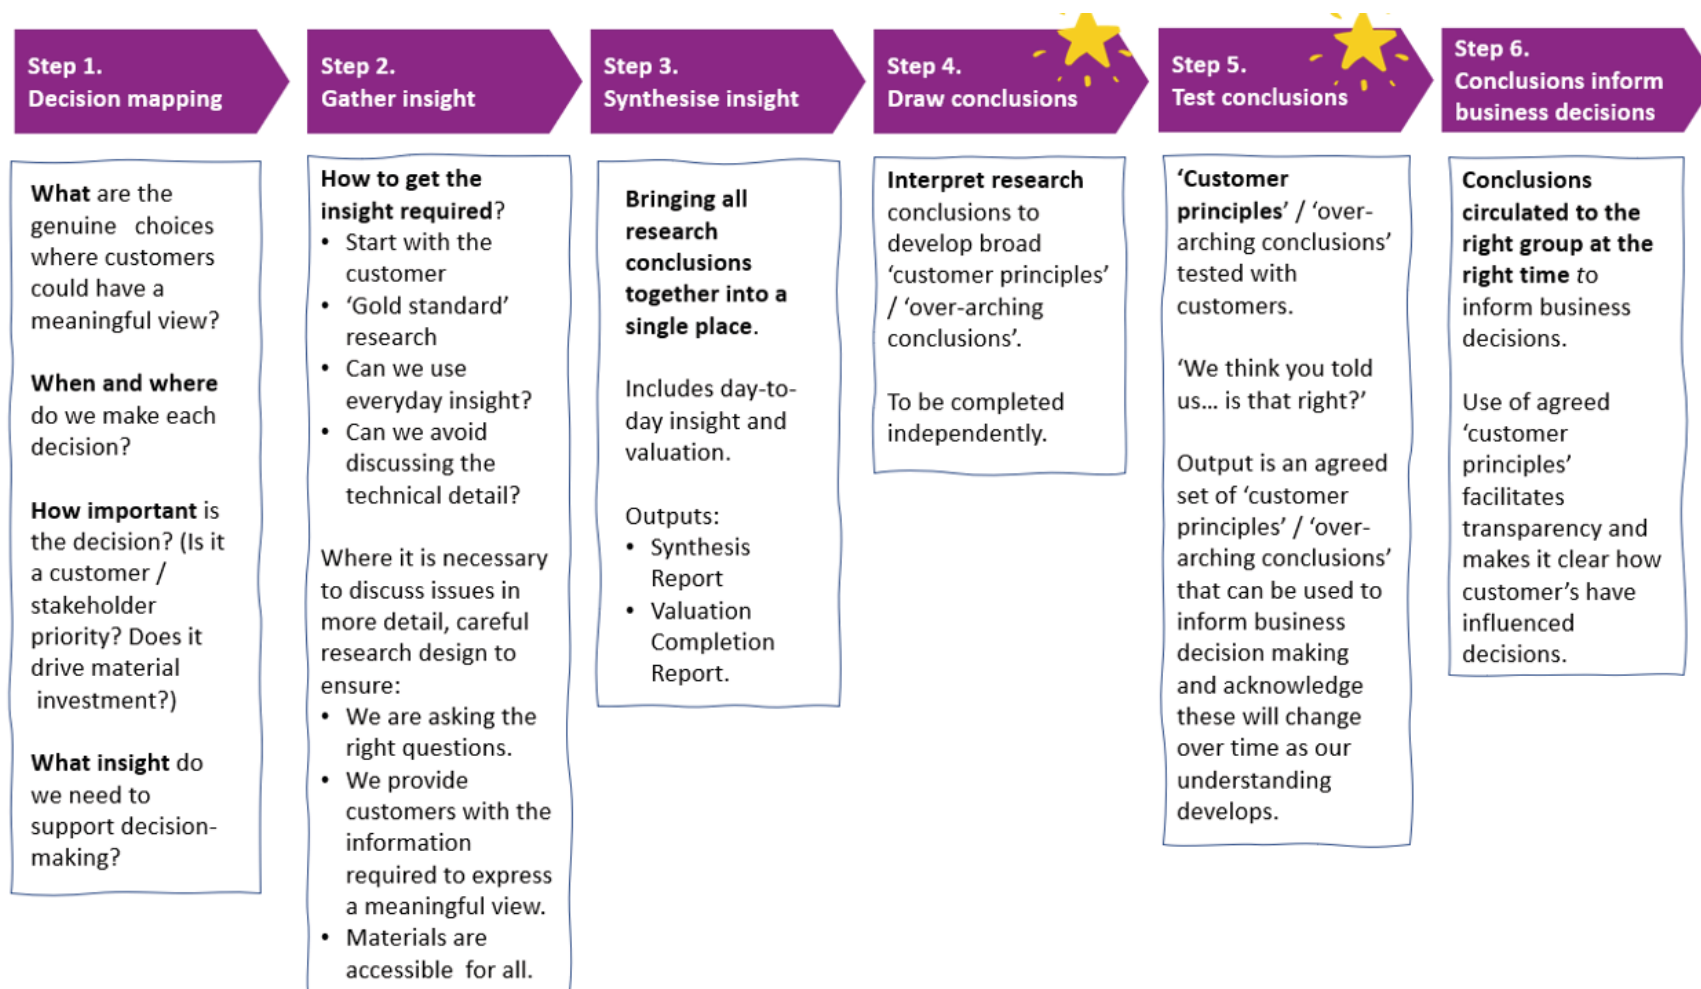 Step 1.
Decision mapping
What are the
genuine choices
where customers
could have a
meaningful view?
When and where
do we make each
decision?
How important is
the decision? (Is it
a customer /
stakeholder
priority? Does it
drive material
investment?)
What insight do
we need to
support decision-
making?
Step 2.
Gather insight
How to get the
insight required?
• Start with the
customer
• ‘Gold standard’
research
• Can we use
everyday insight?
• Can we avoid
discussing the
technical detail?
Where it is necessary
to discuss issues in
more detail, careful
research design to
ensure:
• We are asking the
right questions.
• We provide
customers with the
information
required to express
a meaningful view.
• Materials are
accessible for all.
Step 3.
Synthesise insight
Bringing all
research
conclusions
together into a
single place.
Includes day-to-
day insight and
valuation.
Outputs:
• Synthesis
Report
• Valuation
Completion
Report.
Step 4.
Draw conclusions
Interpret research
conclusions to
develop broad
‘customer principles’
/ ‘over-arching
conclusions’.
To be completed
independently.
Step 5.
Test conclusions
‘Customer
principles’ / ‘over-
arching conclusions’
tested with
customers.
‘We think you told
us… is that right?’
Output is an agreed
set of ‘customer
principles’ / ‘over-
arching conclusions’
that can be used to
inform business
decision making
and acknowledge
these will change
over time as our
understanding
develops.
Step 6.
Conclusions inform
business decisions
Conclusions
circulated to the
right group at the
right time to
inform business
decisions.
Use of agreed
‘customer
principles’
facilitates
transparency and
makes it clear how
customer’s have
influenced
decisions.